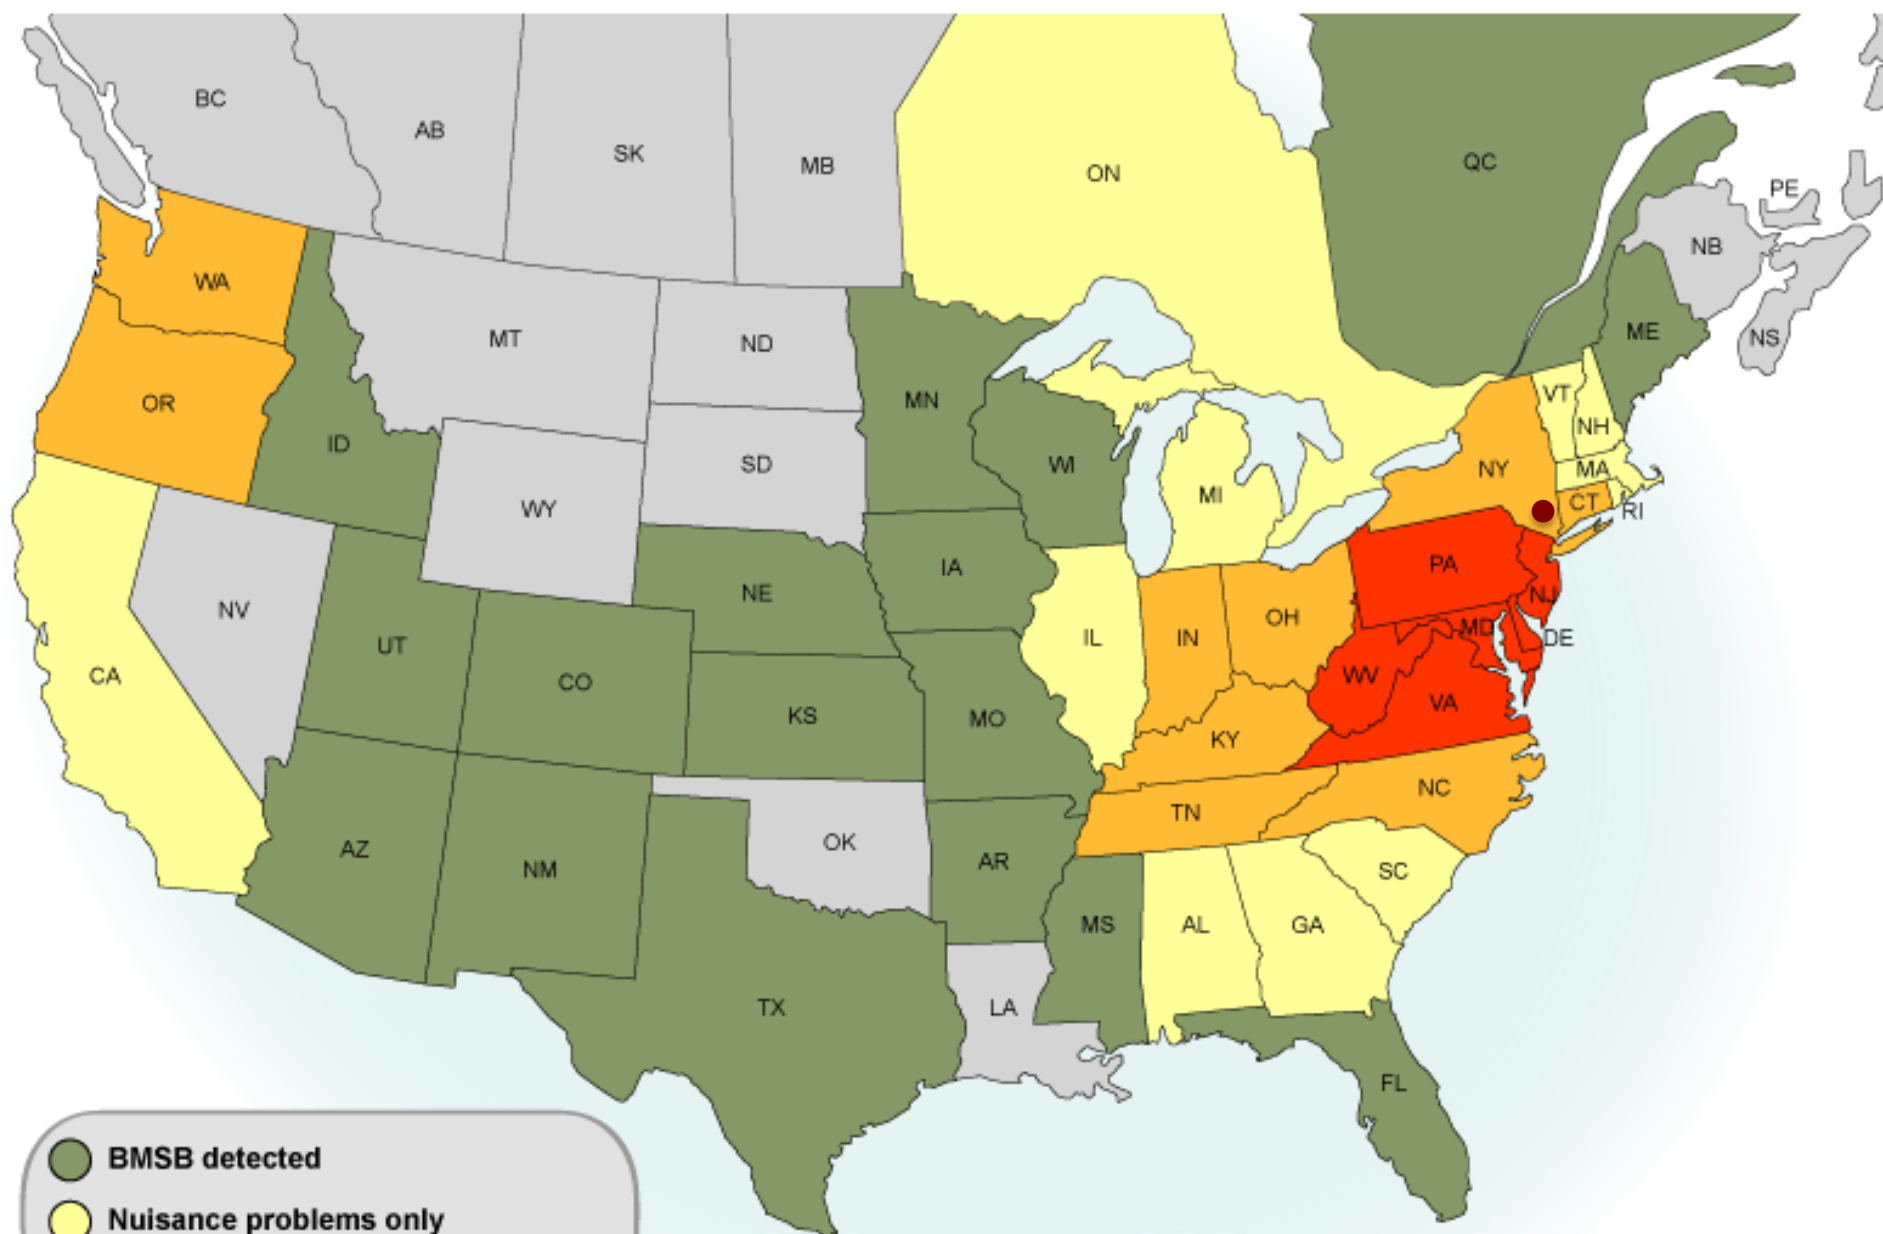 BC
AB
SK
MB
ON
QC
PE
NB
NS
ME
WA
MT
ND
MN
OR
ID
SD
WI
MI
VT
NH
NY
MA
CT
RI
WY
IA
PA
NE
NJ
NV
UT
IL
IN
OH
MD
DE
CA
CO
KS
MO
WV
VA
KY
NC
TN
AZ
NM
OK
AR
SC
MS
AL
GA
TX
LA
FL
BMSB detected
Nuisance problems only